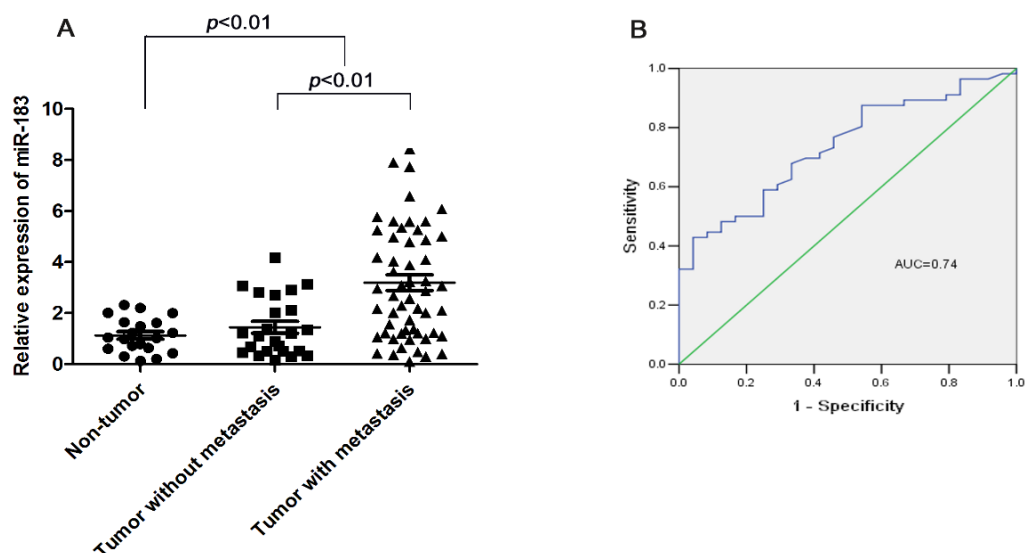 A
p<0.01
p<0.01
Relative expression of miR-183
10
8
6
4
2
0
Non-tumor
Tumor without metastasis
Tumor with metastasis
B
Sensitivity
1.0
0.8
0.6
0.4
0.2
0.0
AUC=0.74
0.0 0.2 0.4 0.6 0.8 1.0
1 - Specificity